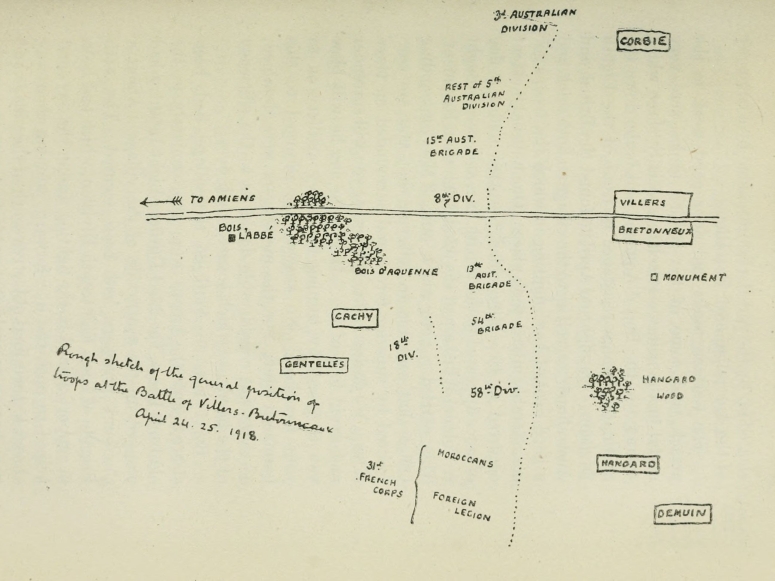 3rd AUSTRALIAN
DIVISION
CORBIE
REST of 5th
AUSTRALIAN
DIVISION
15th AUST.
BRIGADE
TO AMIENS
8th DIV.
VILLERS
BRETONNEUX
BOIS
L'ABBÉ
BOIS D'AQUENNE
13th
AUST.
BRIGADE
MONUMENT
CACHY
54th
BRIGADE
18th
DIV.
GENTELLES
58th Div.
HANGARD
WOOD
Rough sketch of the general position of
troops at the Battle of Villers-Bretonneaux
April 24. 25. 1918.
31st
FRENCH
CORPS
MOROCCANS
FOREIGN
LEGION
HANGARD
DEMUIN